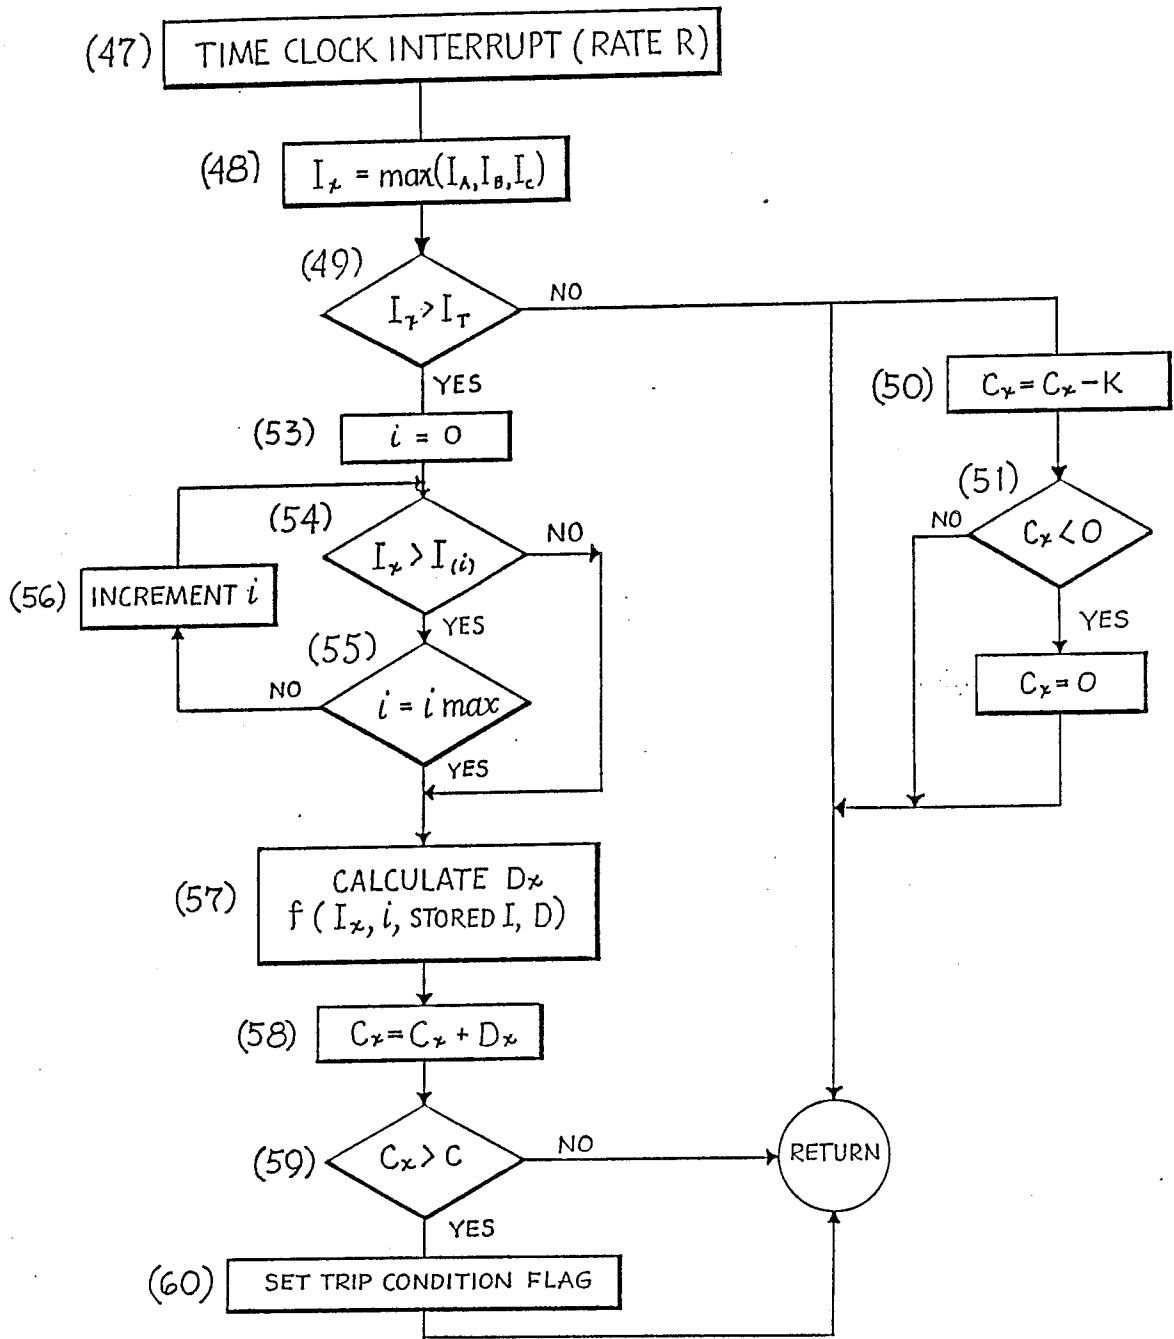 (47) TIME CLOCK INTERRUPT (RATE R)
(48) Ix = max(IA, IB, Ic)
(49) Ix > IT
NO
YES
(50) Cx = Cx - K
(53) i = 0
(51) Cx < 0
NO
YES
(54) Ix > I(i)
NO
YES
(56) INCREMENT i
(55) i = i max
NO
YES
Cx = 0
(57) CALCULATE Dx
f ( Ix, i, STORED I, D)
(58) Cx = Cx + Dx
(59) Cx > C
NO
YES
RETURN
(60) SET TRIP CONDITION FLAG